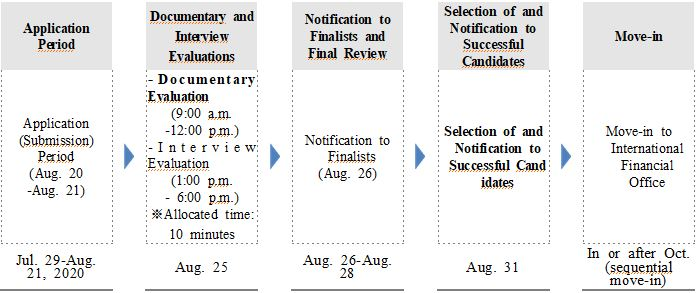 Application
Period
Documentary and
Interview
Evaluations
Notification to
Finalists and
Final Review
Selection of and
Notification to
Successful
Candidates
Move-in
Application
(Submission)
Period
(Aug. 20
-Aug. 21)
- Documentary
Evaluation
(9:00 a.m.
-12:00 p.m.)
- Interview
Evaluation
(1:00 p.m.
- 6:00 p.m.)
※Allocated time:
10 minutes
Notification to
Finalists
(Aug. 26)
Selection of and
Notification to
Successful Cand
idates
Move-in to
International
Financial
Office
Jul. 29-Aug.
21, 2020
Aug. 25
Aug. 26-Aug.
28
Aug. 31
In or after Oct.
(sequential
move-in)